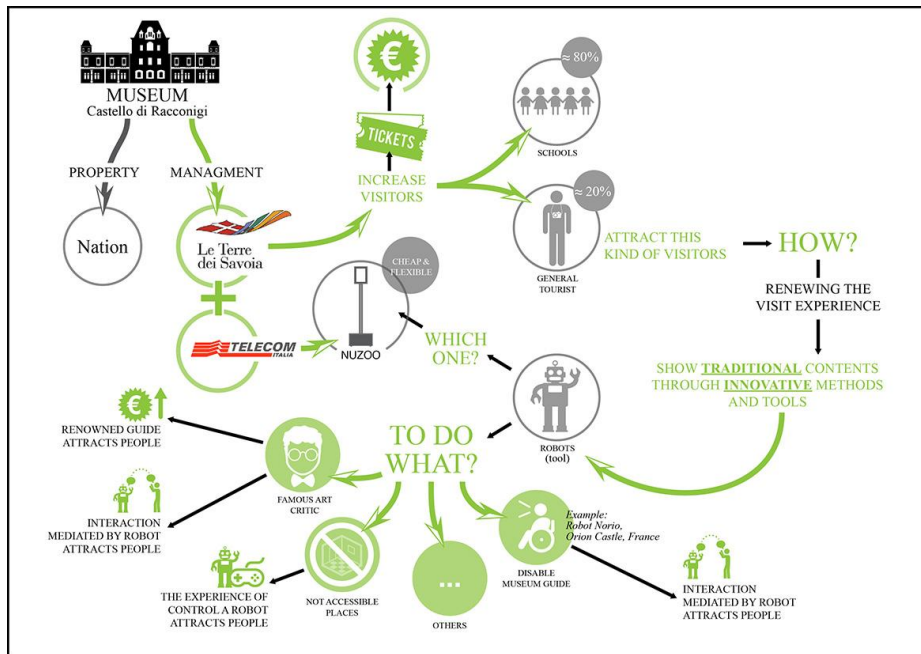 MUSEUM
Castello di Racconigi
PROPERTY
MANAGMENT
Nation
Le Terre
dei Savoia
TELECOM
ITALIA
€
TICKETS
INCREASE
VISITORS
≈ 80%
SCHOOLS
≈ 20%
GENERAL
TOURIST
ATTRACT THIS
KIND OF VISITORS
HOW?
RENEWING THE
VISIT EXPERIENCE
SHOW TRADITIONAL CONTENTS
THROUGH INNOVATIVE METHODS
AND TOOLS
CHEAP &
FLEXIBLE
NUZOO
WHICH
ONE?
ROBOTS
(tool)
TO DO
WHAT?
€
RENOWNED GUIDE
ATTRACTS PEOPLE
FAMOUS ART
CRITIC
INTERACTION
MEDIATED BY ROBOT
ATTRACTS PEOPLE
THE EXPERIENCE OF
CONTROL A ROBOT
ATTRACTS PEOPLE
NOT ACCESSIBLE
PLACES
...
OTHERS
Example:
Robot Norio,
Orion Castle, France
DISABLE
MUSEUM GUIDE
INTERACTION
MEDIATED BY ROBOT
ATTRACTS PEOPLE